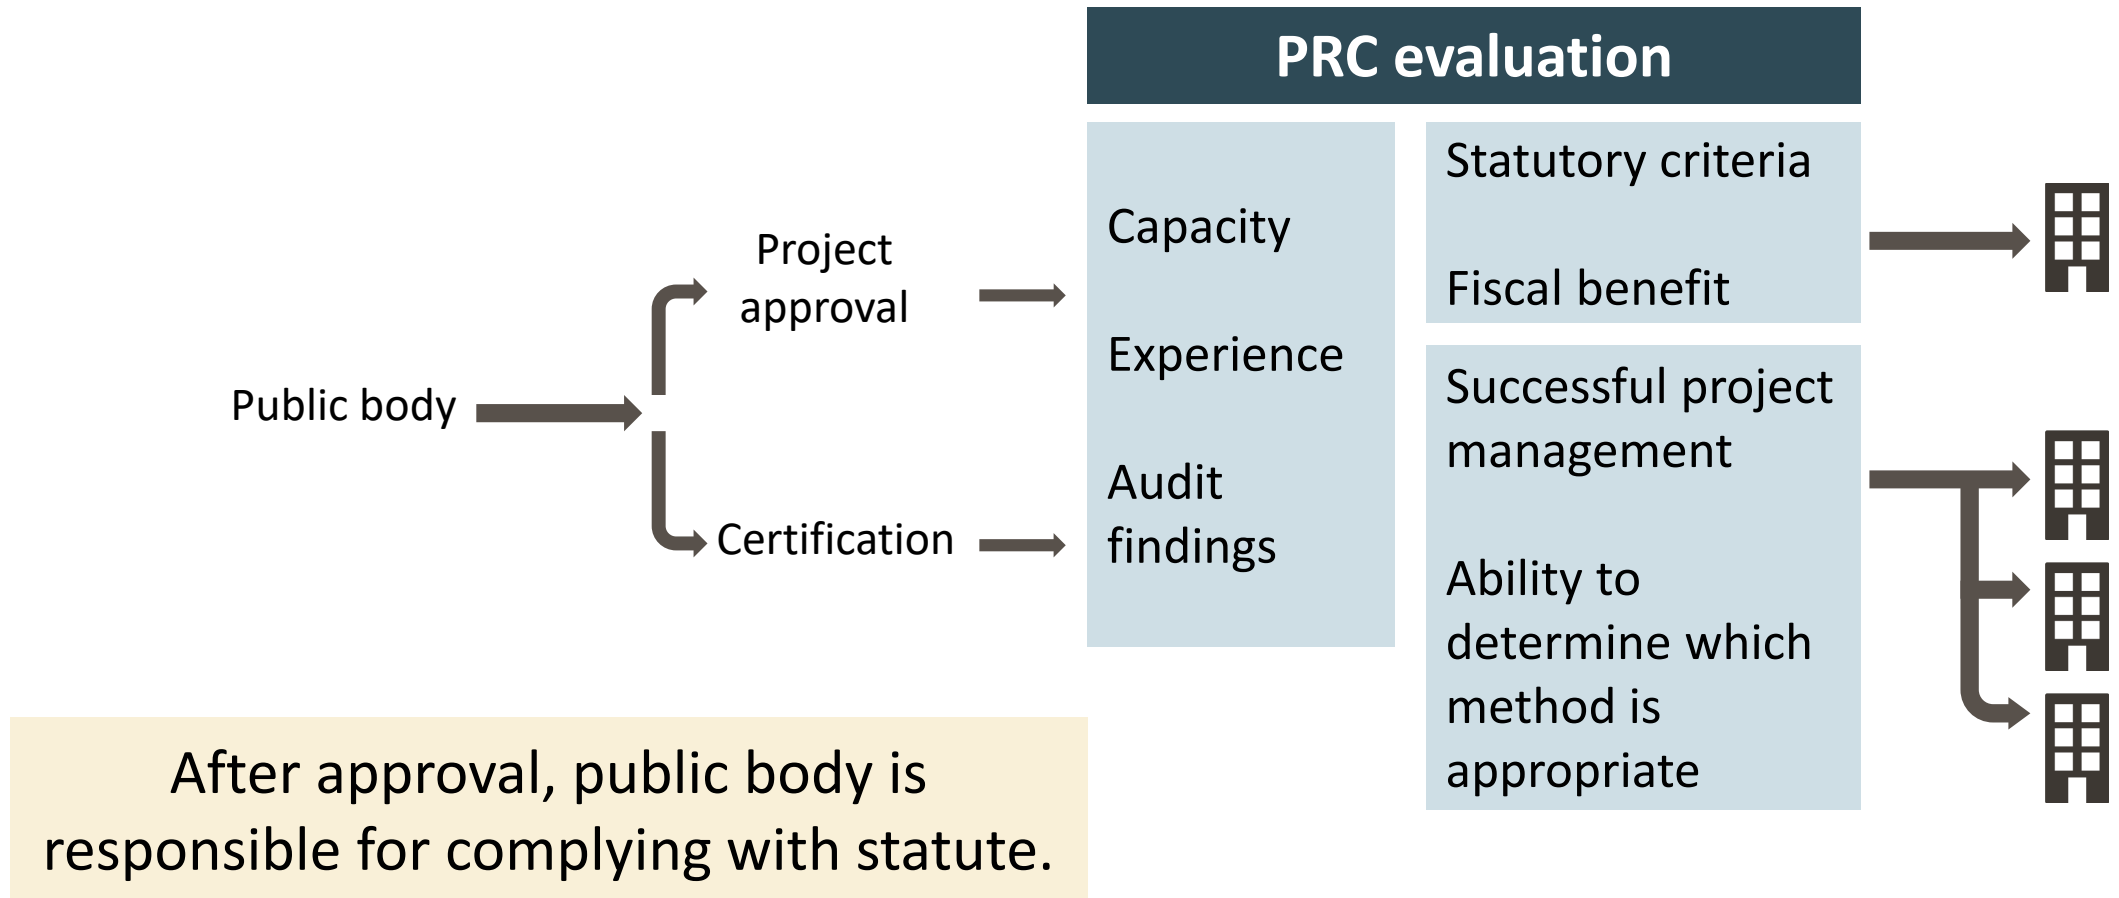 PRC evaluation
Public body
Project
approval
Certification
Capacity
Experience
Audit
findings
Statutory criteria
Fiscal benefit
Successful project
management
Ability to
determine which
method is
appropriate
After approval, public body is
responsible for complying with statute.